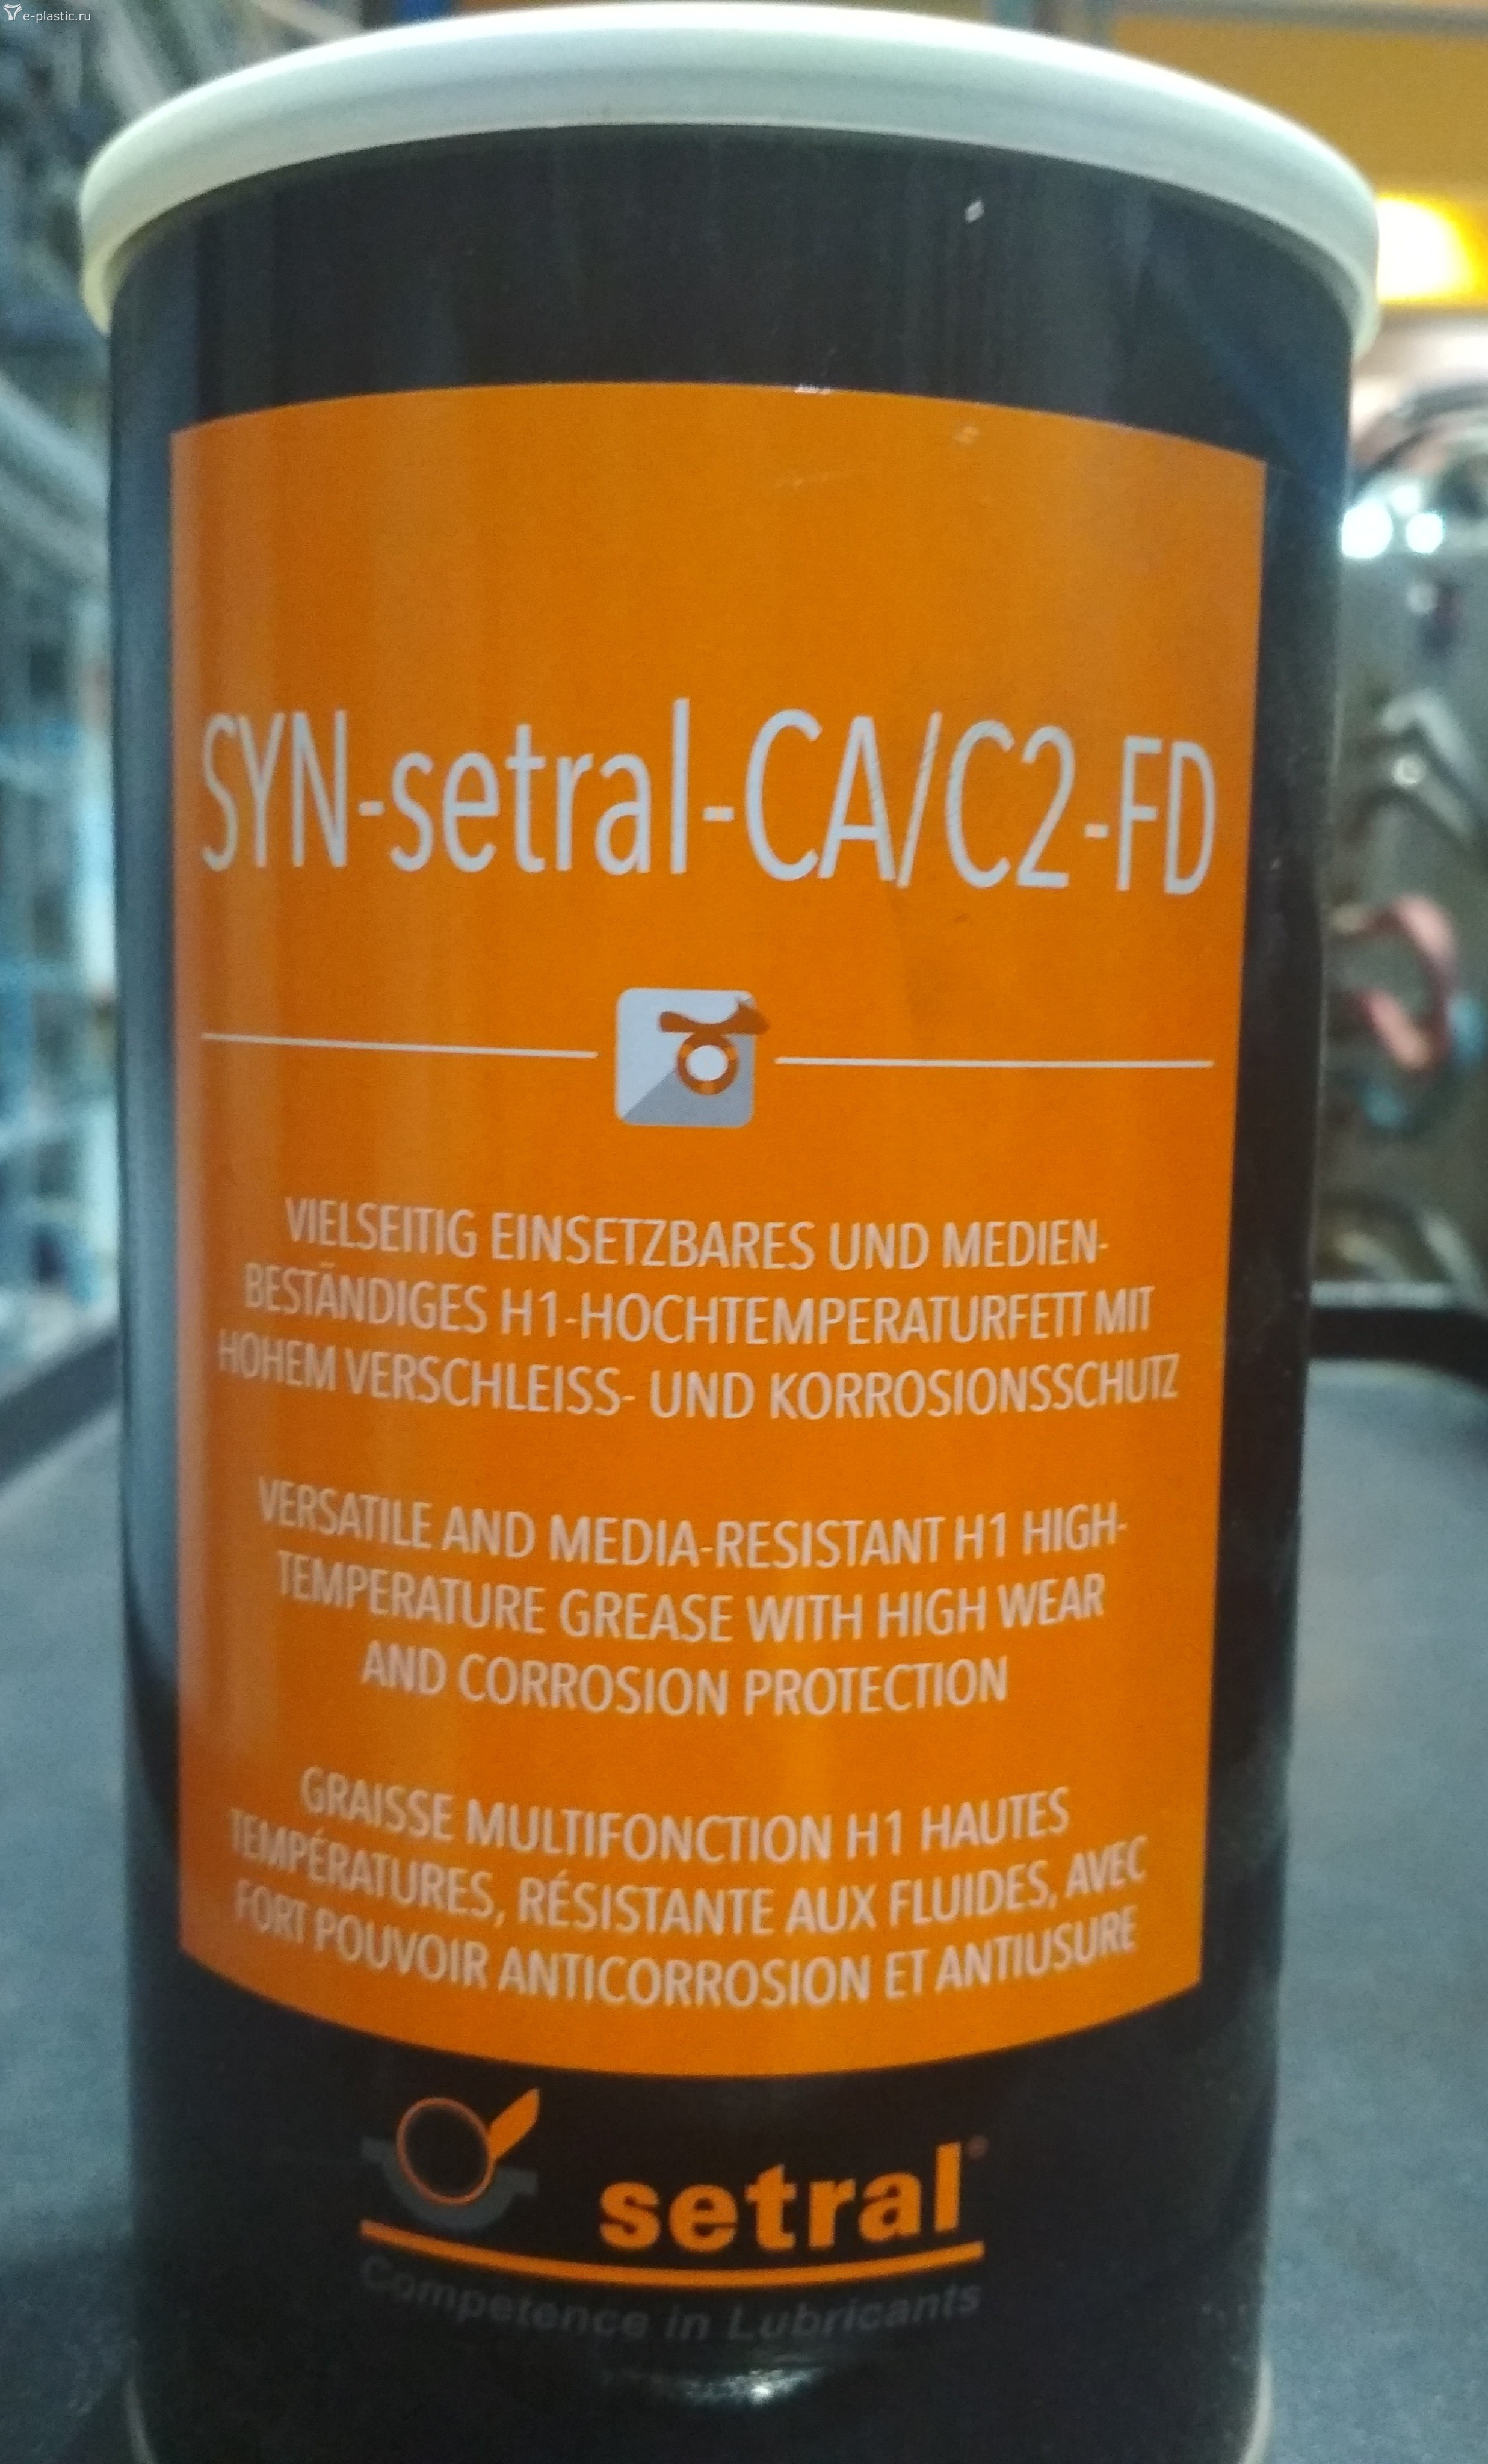 e-plastic.ru
SYN-setral-CA/C2-FD
VIELSEITIG EINSETZBARES UND MEDIEN-
BESTÄNDIGES H1-HOCHTEMPERATURFETT MIT
HOHEM VERSCHLEISS- UND KORROSIONSSCHUTZ
VERSATILE AND MEDIA-RESISTANT H1 HIGH-
TEMPERATURE GREASE WITH HIGH WEAR
AND CORROSION PROTECTION
GRAISSE MULTIFONCTION H1 HAUTES
TEMPÉRATURES, RÉSISTANTE AUX FLUIDES, AVEC
FORT POUVOIR ANTICORROSION ET ANTIUSURE
setral®
Competence in Lubricants